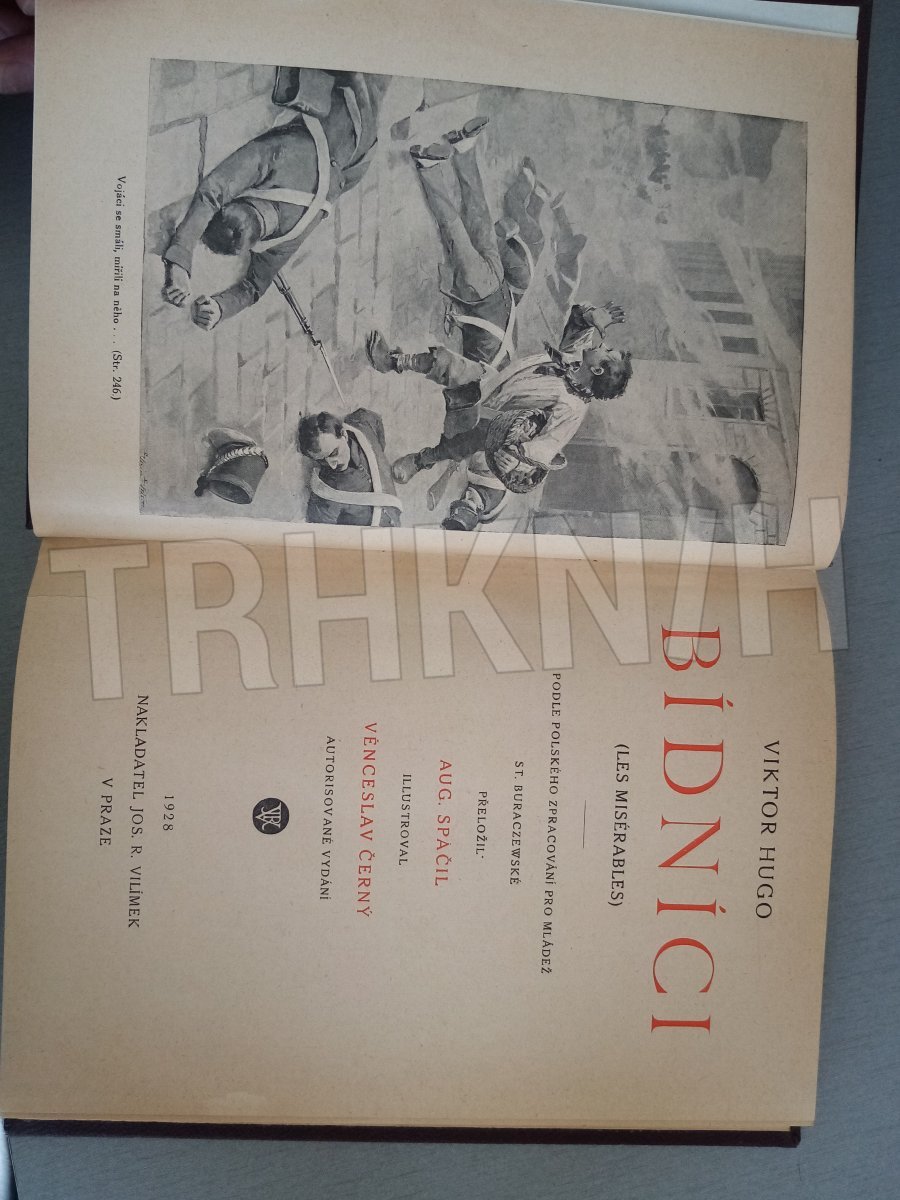 Vojáci se smáli, mířili na něho . . . (Str. 246.)
VIKTOR HUGO
BÍDNÍCI
(LES MISÉRABLES)
PODLE POLSKÉHO ZPRACOVÁNÍ PRO MLÁDEŽ
ST. BURACZEWSKÉ
PŘELOŽIL
AUG. SPÁČIL
ILLUSTROVAL
VĚNCESLAV ČERNÝ
AUTORISOVANÉ VYDÁNÍ
1928
NAKLADATEL JOS. R. VILÍMEK
V PRAZE
TRHKNIH